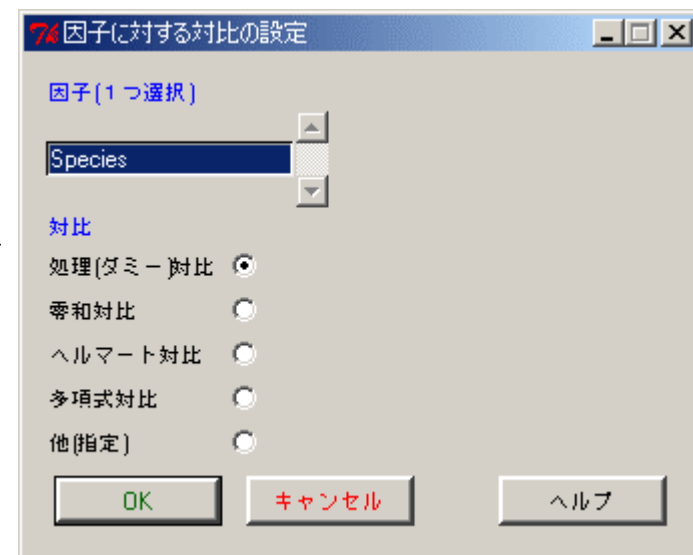 因子に対する対比の設定
因子(1つ選択)
Species
対比
処理(ダミー)対比
零和対比
ヘルマート対比
多項式対比
他(指定)
OK キャンセル ヘルプ